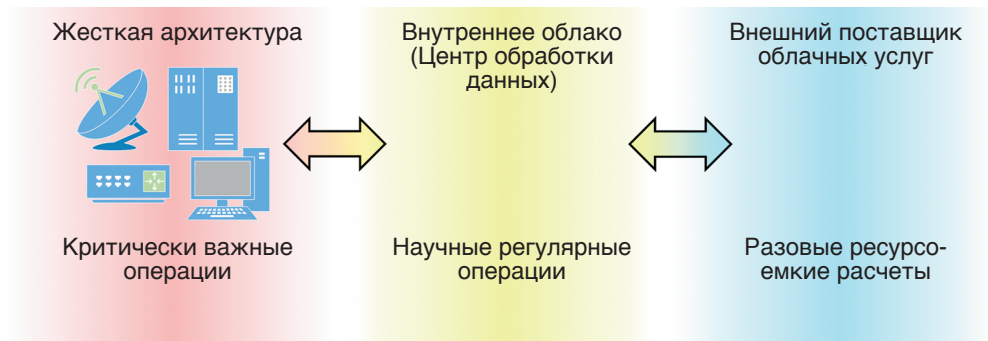 Жесткая архитектура
Внутреннее облако
(Центр обработки
данных)
Внешний поставщик
облачных услуг
Критически важные
операции
Научные регулярные
операции
Разовые ресурсо-
емкие расчеты